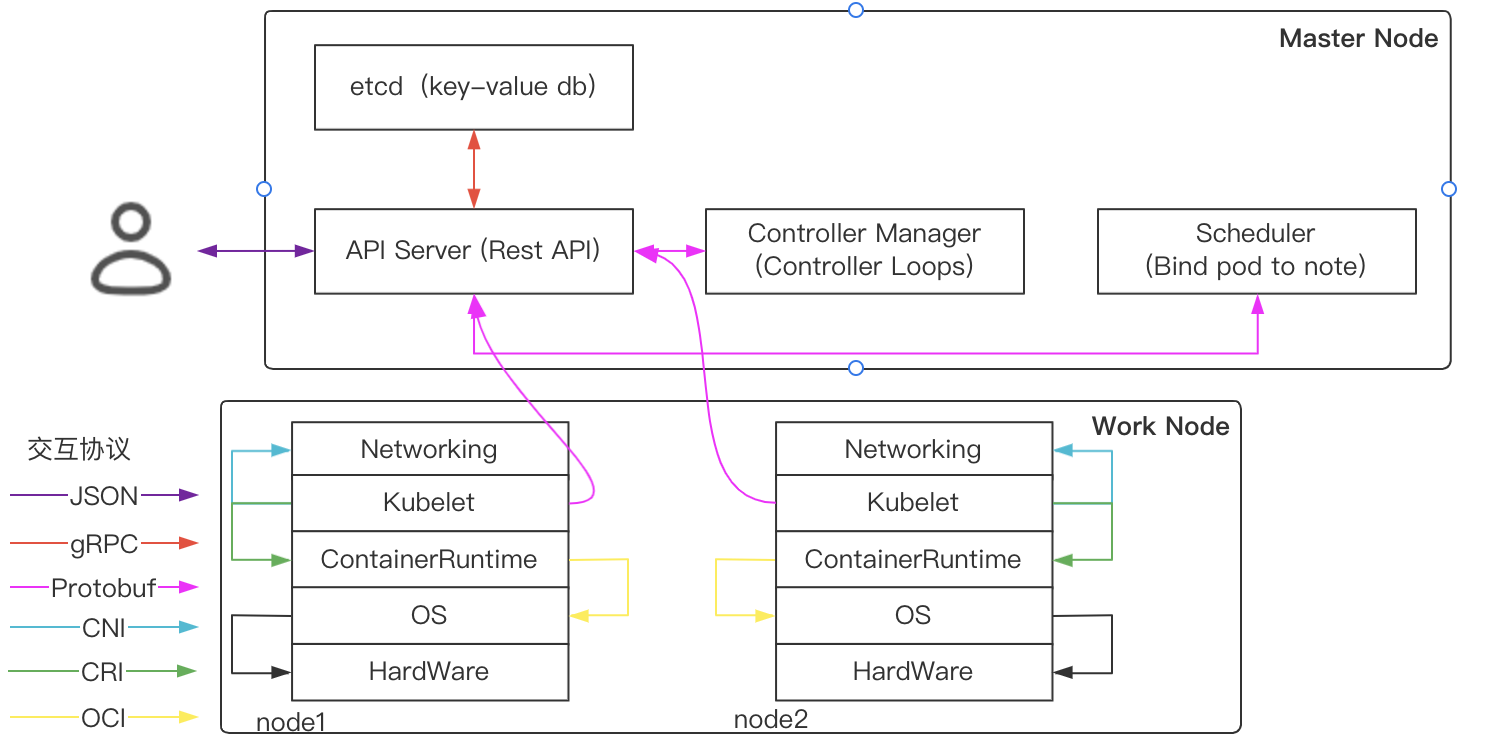 Master Node
etcd（key-value db）
API Server (Rest API)
Controller Manager
(Controller Loops)
Scheduler
(Bind pod to note)
Work Node
交互协议
JSON
gRPC
Protobuf
CNI
CRI
OCI
Networking
Kubelet
ContainerRuntime
OS
HardWare
node1
Networking
Kubelet
ContainerRuntime
OS
HardWare
node2